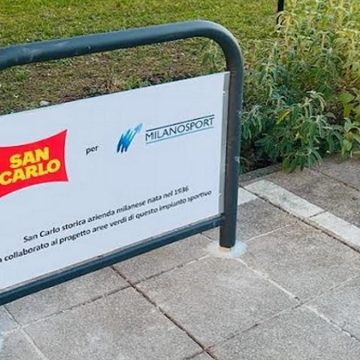 SAN
CARLO
per
MILANOSPORT
San Carlo storica azienda milanese nata nel 1936
collaborato al progetto aree verdi di questo impianto sportivo